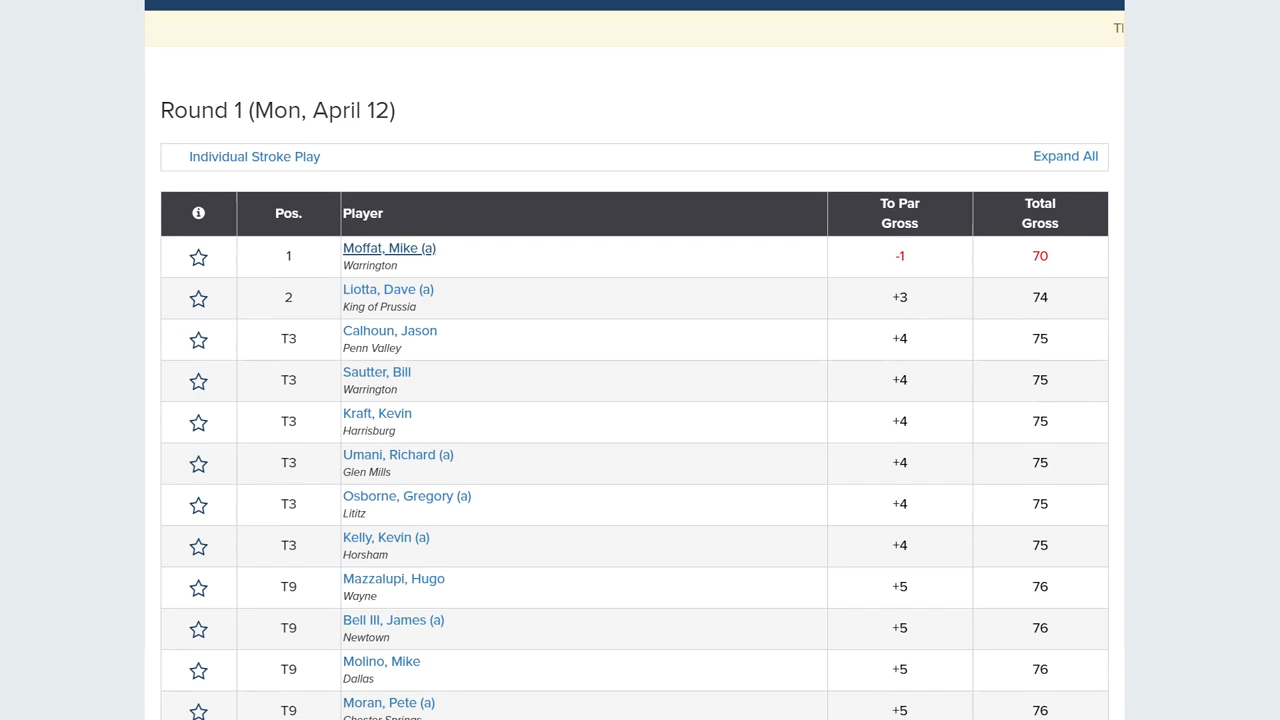 Round 1 (Mon, April 12)
Individual Stroke Play Expand All
Pos. Player To Par Gross Total Gross
1 Moffat, Mike (a) -1 70
Warrington
2 Liotta, Dave (a) +3 74
King of Prussia
T3 Calhoun, Jason +4 75
Penn Valley
T3 Sautter, Bill +4 75
Warrington
T3 Kraft, Kevin +4 75
Harrisburg
T3 Umani, Richard (a) +4 75
Glen Mills
T3 Osborne, Gregory (a) +4 75
Lititz
T3 Kelly, Kevin (a) +4 75
Horsham
T9 Mazzalupi, Hugo +5 76
Wayne
T9 Bell III, James (a) +5 76
Newtown
T9 Molino, Mike +5 76
Dallas
T9 Moran, Pete (a) +5 76
Chester Springs